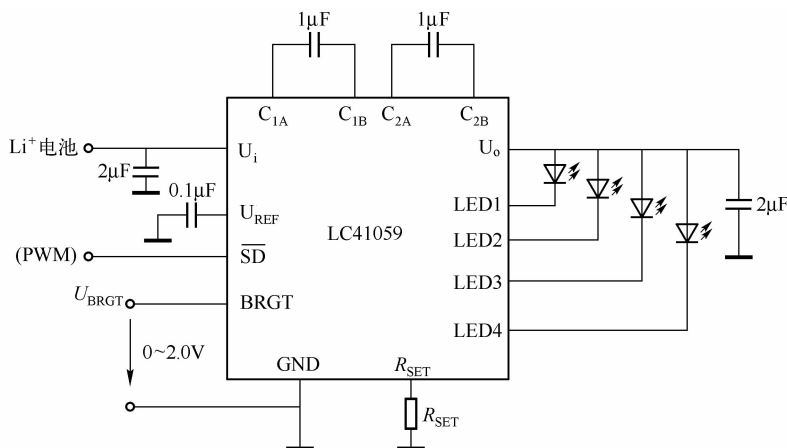 1µF
1µF
C1A
C1B
C2A
C2B
Li⁺电池
Ui
Uo
2µF
0.1µF
UREF
LED1
2µF
LC41059
(PWM)
S̅D̅
LED2
UBRGT
BRGT
LED3
0~2.0V
LED4
GND
RSET
RSET